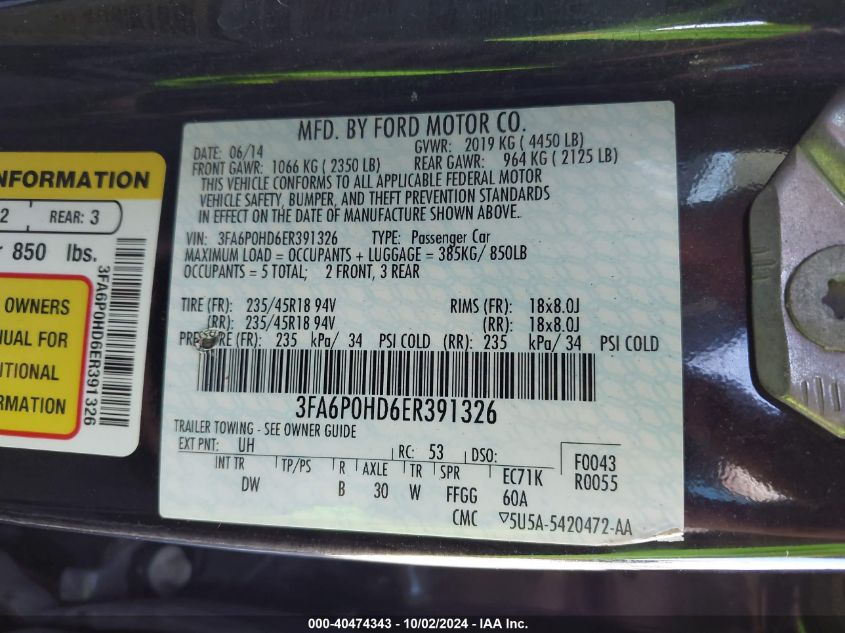 MFD. BY FORD MOTOR CO.
DATE: 06/14 GVWR: 2019 KG ( 4450 LB)
FRONT GAWR: 1066 KG ( 2350 LB) REAR GAWR: 964 KG ( 2125 LB)
THIS VEHICLE CONFORMS TO ALL APPLICABLE FEDERAL MOTOR
VEHICLE SAFETY, BUMPER, AND THEFT PREVENTION STANDARDS
IN EFFECT ON THE DATE OF MANUFACTURE SHOWN ABOVE.
VIN: 3FA6P0HD6ER391326 TYPE: Passenger Car
MAXIMUM LOAD = OCCUPANTS + LUGGAGE = 385KG/ 850LB
OCCUPANTS = 5 TOTAL; 2 FRONT, 3 REAR
TIRE (FR): 235/45R18 94V RIMS (FR): 18x8.0J
(RR): 235/45R18 94V (RR): 18x8.0J
(FR): 235 kPa/ 34 PSI COLD (RR): 235 kPa/ 34 PSI COLD
3FA6P0HD6ER391326
TRAILER TOWING - SEE OWNER GUIDE
EXT PNT: UH RC: 53 DSO:
INT TR TP/PS R AXLE TR SPR EC71K F0043
DW B 30 W FFGG 60A R0055
CMC ▽5U5A-5420472-AA
INFORMATION
2 REAR: 3
850 lbs.
OWNERS
FOR
3FA6P0HD6ER391326
000-40474343 - 10/02/2024 - IAA Inc.